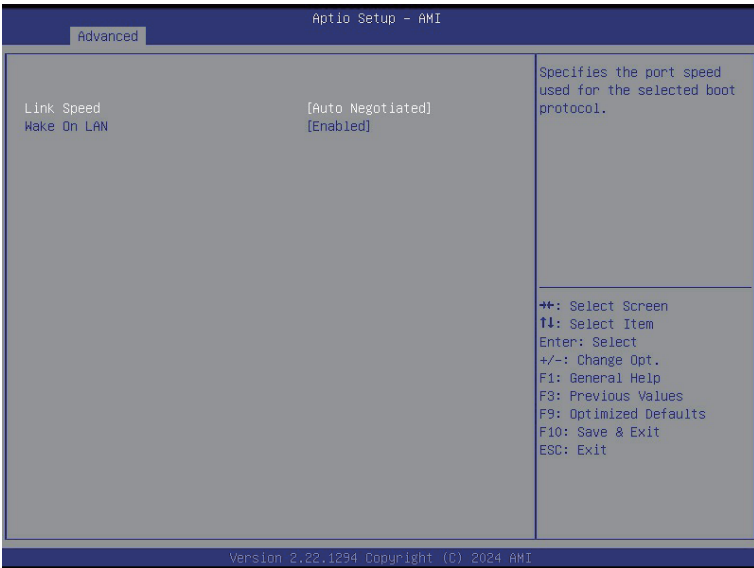 Aptio Setup – AMI
Advanced
Link Speed [Auto Negotiated]
Wake On LAN [Enabled]
Specifies the port speed
used for the selected boot
protocol.
→←: Select Screen
↑↓: Select Item
Enter: Select
+/-: Change Opt.
F1: General Help
F3: Previous Values
F9: Optimized Defaults
F10: Save & Exit
ESC: Exit
Version 2.22.1294 Copyright (C) 2024 AMI